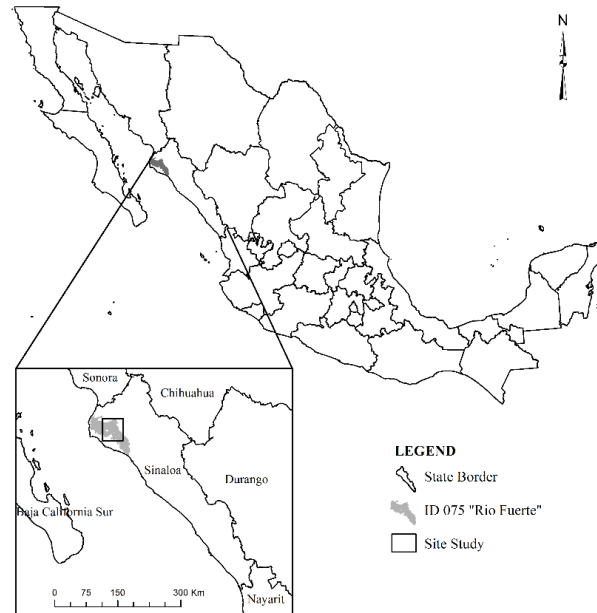 N
Sonora
Chihuahua
Sinaloa
Durango
Baja California Sur
Nayarit
0 75 150 300 Km
LEGEND
State Border
ID 075 "Rio Fuerte"
Site Study